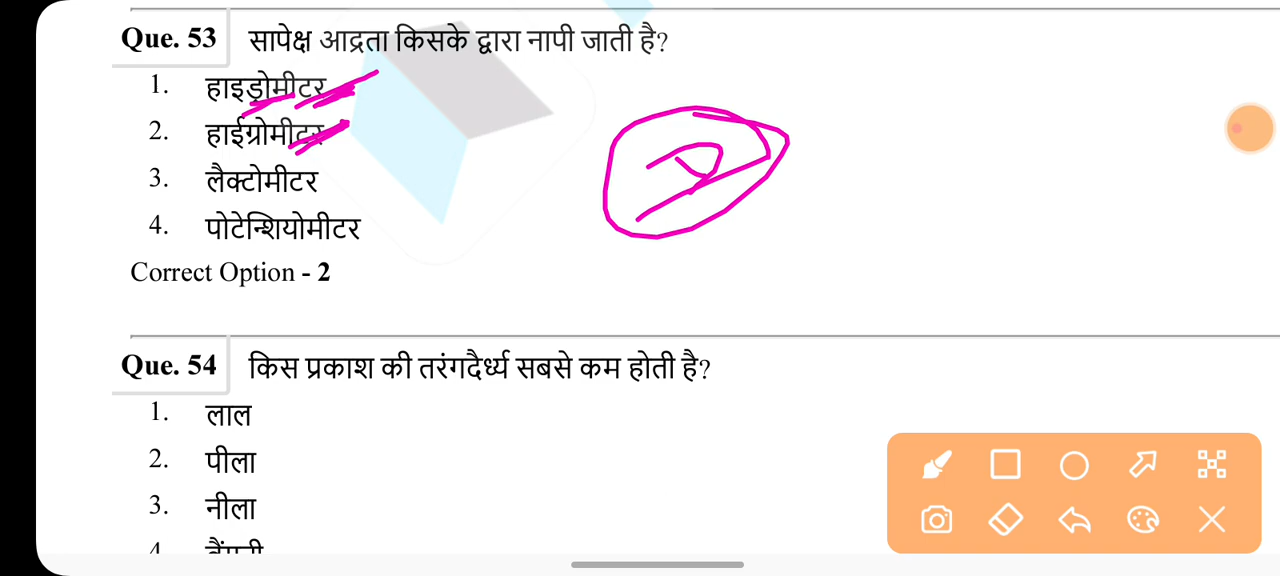 Que. 53 सापेक्ष आद्रता किसके द्वारा नापी जाती है?
1. हाइड्रोमीटर
2. हाईग्रोमीटर
3. लैक्टोमीटर
4. पोटेन्शियोमीटर
Correct Option - 2
Que. 54 किस प्रकाश की तरंगदैर्ध्य सबसे कम होती है?
1. लाल
2. पीला
3. नीला
4.